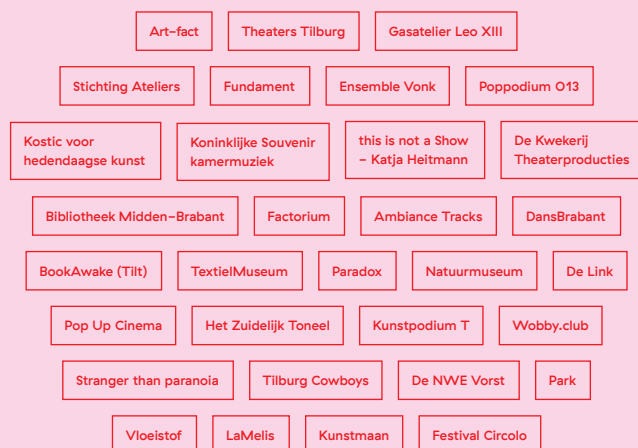 Art-fact Theaters Tilburg Gasatelier Leo XIII
Stichting Ateliers Fundament Ensemble Vonk Poppodium 013
Kostic voor
hedendaagse kunst
Koninklijke Souvenir
kamermuziek
this is not a Show
– Katja Heitmann
De Kwekerij
Theaterproducties
Bibliotheek Midden-Brabant Factorium Ambiance Tracks DansBrabant
BookAwake (Tilt) TextielMuseum Paradox Natuurmuseum De Link
Pop Up Cinema Het Zuidelijk Toneel Kunstpodium T Wobby.club
Stranger than paranoia Tilburg Cowboys De NWE Vorst Park
Vloeistof LaMelis Kunstmaan Festival Circolo